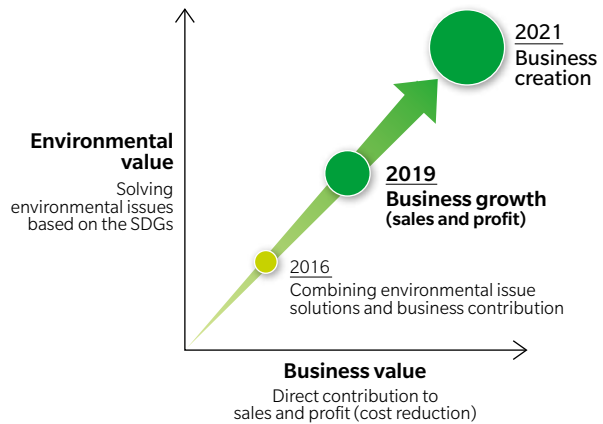 2021
Business
creation
Environmental
value
Solving
environmental issues
based on the SDGs
2019
Business growth
(sales and profit)
2016
Combining environmental issue
solutions and business contribution
Business value
Direct contribution to
sales and profit (cost reduction)